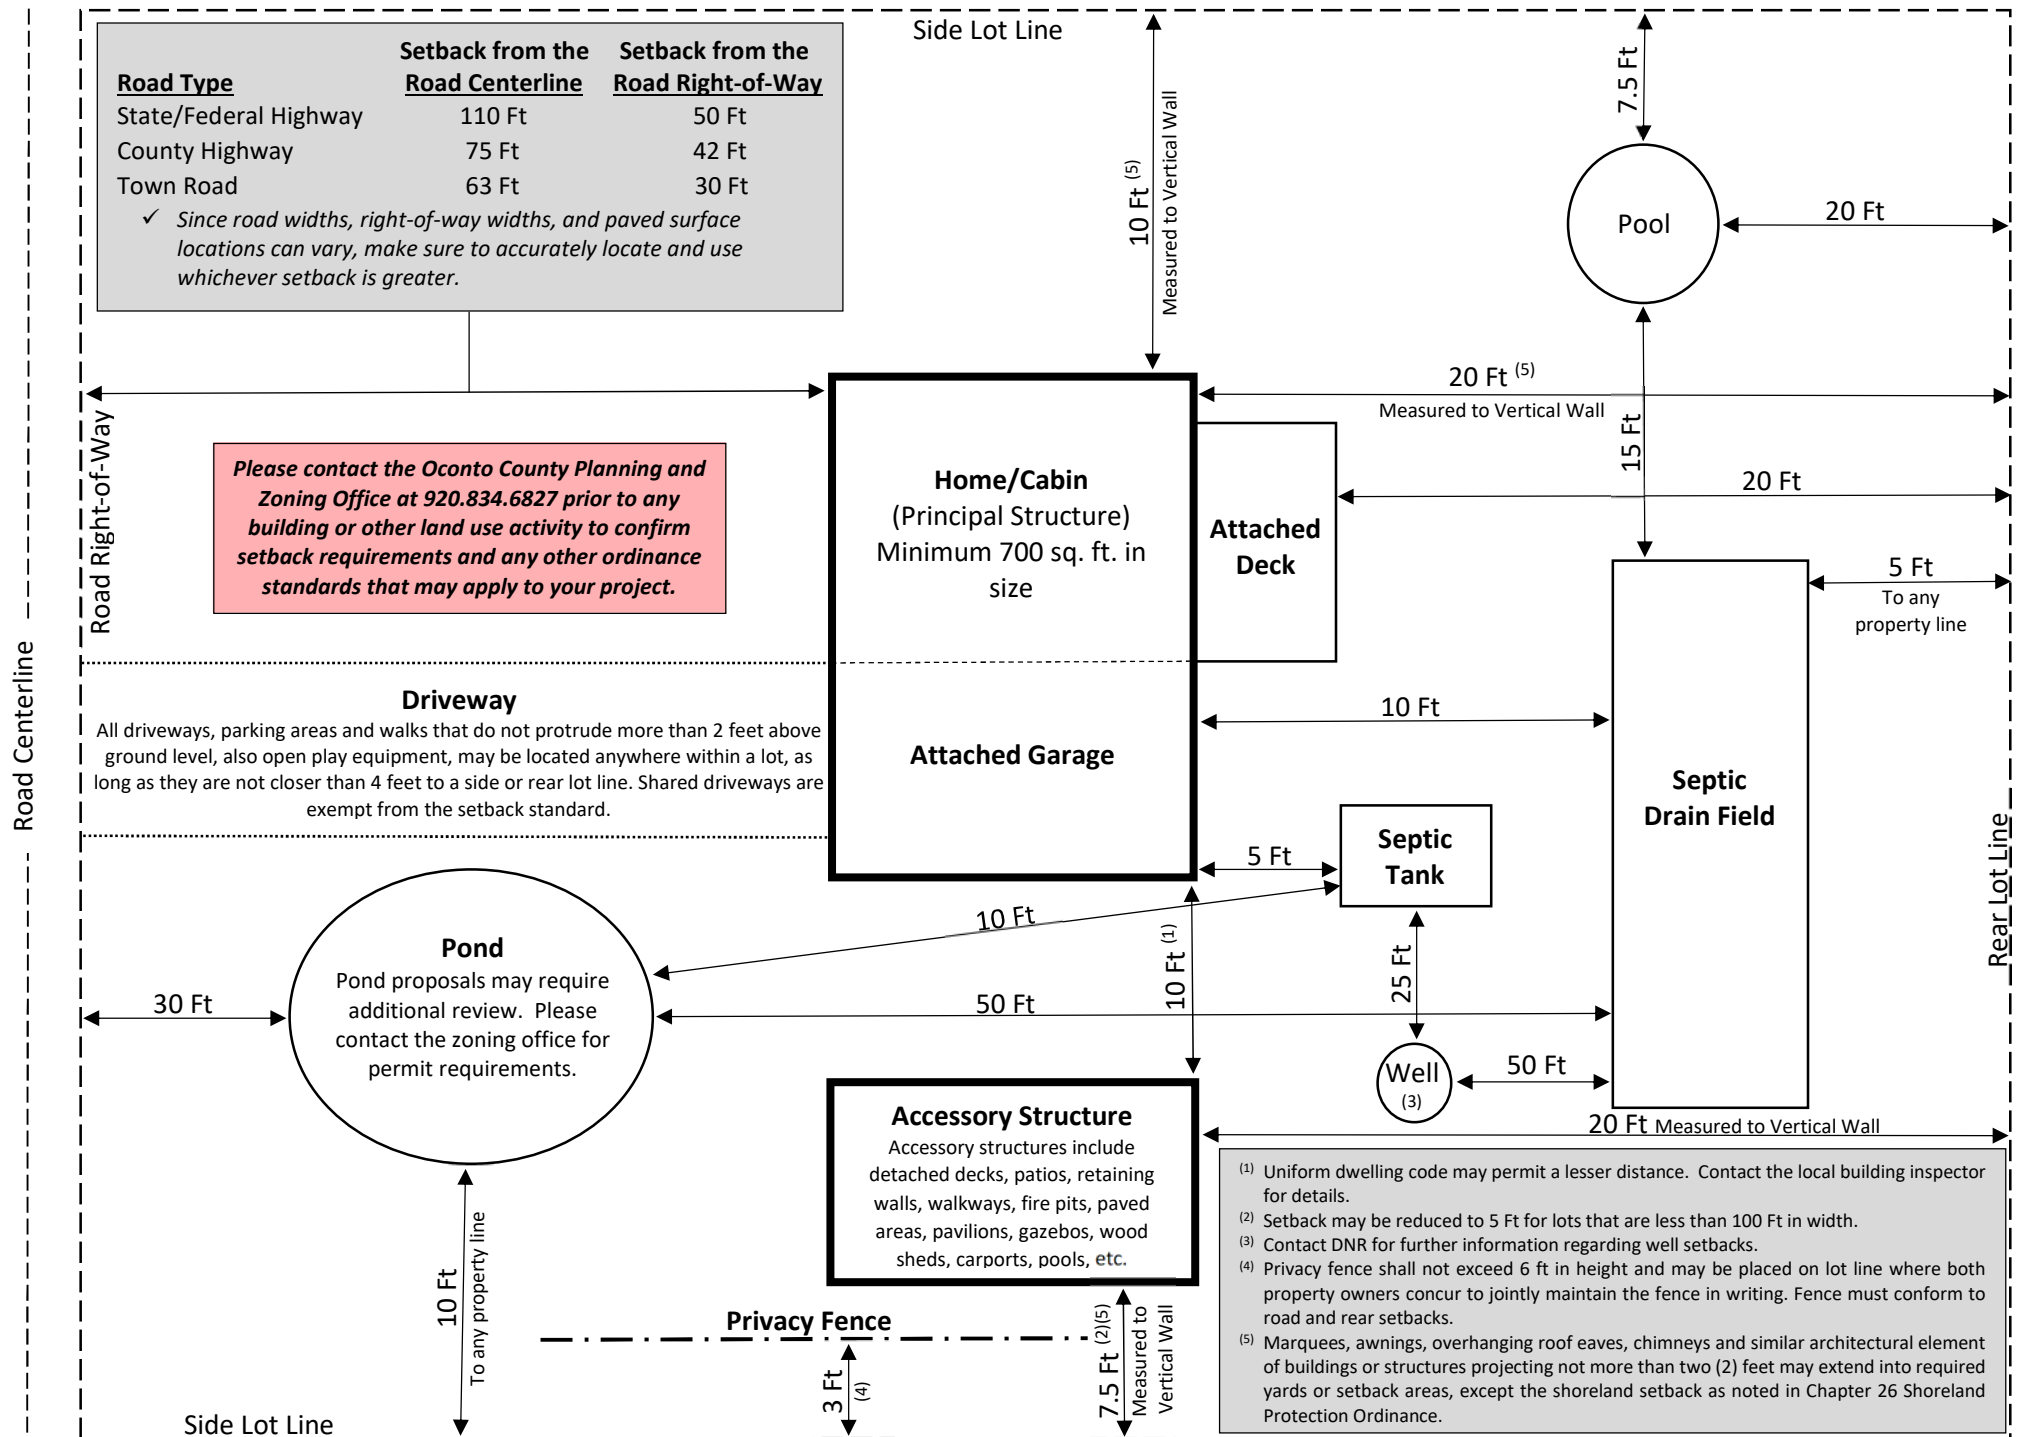 Side Lot Line
Setback from the Setback from the
Road Type Road Centerline Road Right-of-Way
State/Federal Highway 110 Ft 50 Ft
County Highway 75 Ft 42 Ft
Town Road 63 Ft 30 Ft
✓ Since road widths, right-of-way widths, and paved surface
locations can vary, make sure to accurately locate and use
whichever setback is greater.
10 Ft (5)
Measured to Vertical Wall
7.5 Ft
Pool
20 Ft
20 Ft (5)
Measured to Vertical Wall
15 Ft
20 Ft
Road Right-of-Way
Please contact the Oconto County Planning and
Zoning Office at 920.834.6827 prior to any
building or other land use activity to confirm
setback requirements and any other ordinance
standards that may apply to your project.
Home/Cabin
(Principal Structure)
Minimum 700 sq. ft. in
size
Attached
Deck
5 Ft
To any
property line
Road Centerline
Driveway
All driveways, parking areas and walks that do not protrude more than 2 feet above
ground level, also open play equipment, may be located anywhere within a lot, as
long as they are not closer than 4 feet to a side or rear lot line. Shared driveways are
exempt from the setback standard.
Attached Garage
10 Ft
Septic
Drain Field
Septic
Tank
5 Ft
Rear Lot Line
10 Ft
Pond
Pond proposals may require
additional review. Please
contact the zoning office for
permit requirements.
30 Ft
50 Ft
10 Ft (1)
25 Ft
Well
(3)
50 Ft
20 Ft Measured to Vertical Wall
Accessory Structure
Accessory structures include
detached decks, patios, retaining
walls, walkways, fire pits, paved
areas, pavilions, gazebos, wood
sheds, carports, pools, etc.
10 Ft
To any property line
Privacy Fence
3 Ft
(4)
7.5 Ft (2)(5)
Measured to
Vertical Wall
(1) Uniform dwelling code may permit a lesser distance. Contact the local building inspector
for details.
(2) Setback may be reduced to 5 Ft for lots that are less than 100 Ft in width.
(3) Contact DNR for further information regarding well setbacks.
(4) Privacy fence shall not exceed 6 ft in height and may be placed on lot line where both
property owners concur to jointly maintain the fence in writing. Fence must conform to
road and rear setbacks.
(5) Marquees, awnings, overhanging roof eaves, chimneys and similar architectural element
of buildings or structures projecting not more than two (2) feet may extend into required
yards or setback areas, except the shoreland setback as noted in Chapter 26 Shoreland
Protection Ordinance.
Side Lot Line